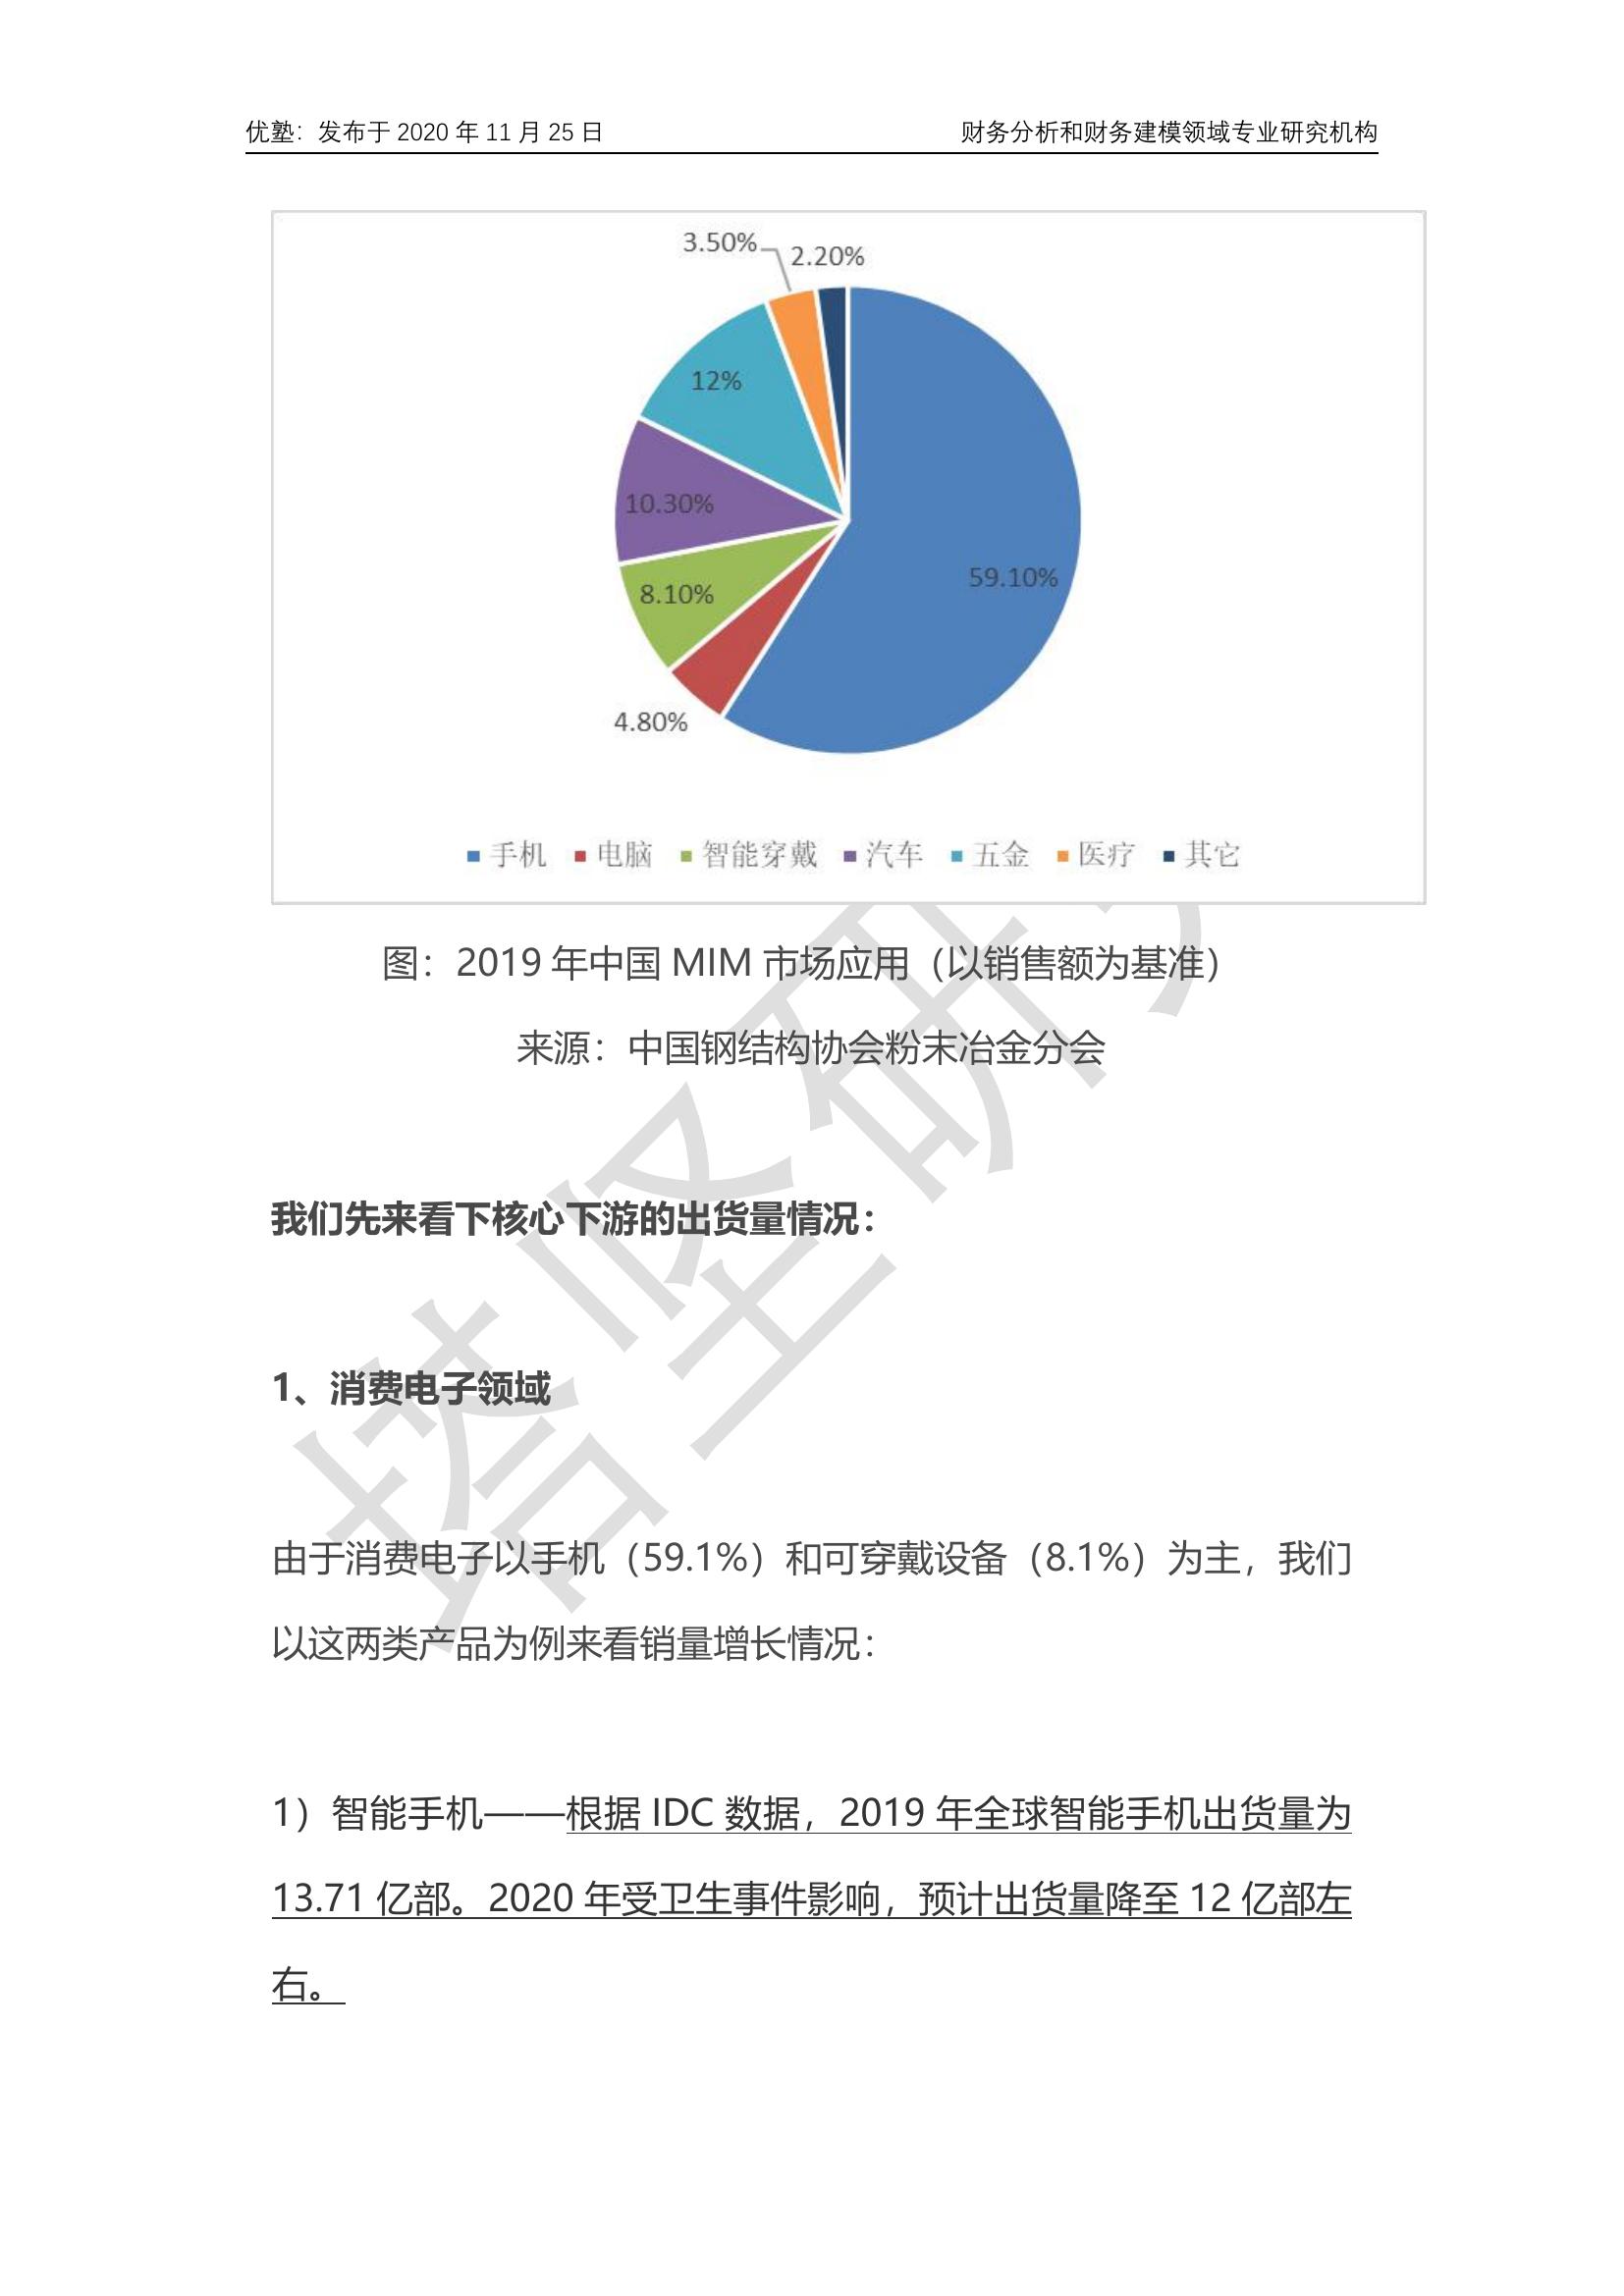 优塾：发布于 2020 年 11 月 25 日
财务分析和财务建模领域专业研究机构
3.50%
2.20%
12%
10.30%
59.10%
8.10%
4.80%
手机 电脑 智能穿戴 汽车 五金 医疗 其它
图：2019 年中国 MIM 市场应用（以销售额为基准）
来源：中国钢结构协会粉末冶金分会
我们先来看下核心下游的出货量情况：
1、消费电子领域
由于消费电子以手机（59.1%）和可穿戴设备（8.1%）为主，我们
以这两类产品为例来看销量增长情况：
1）智能手机——根据 IDC 数据，2019 年全球智能手机出货量为
13.71 亿部。2020 年受卫生事件影响，预计出货量降至 12 亿部左
右。
塔坚研